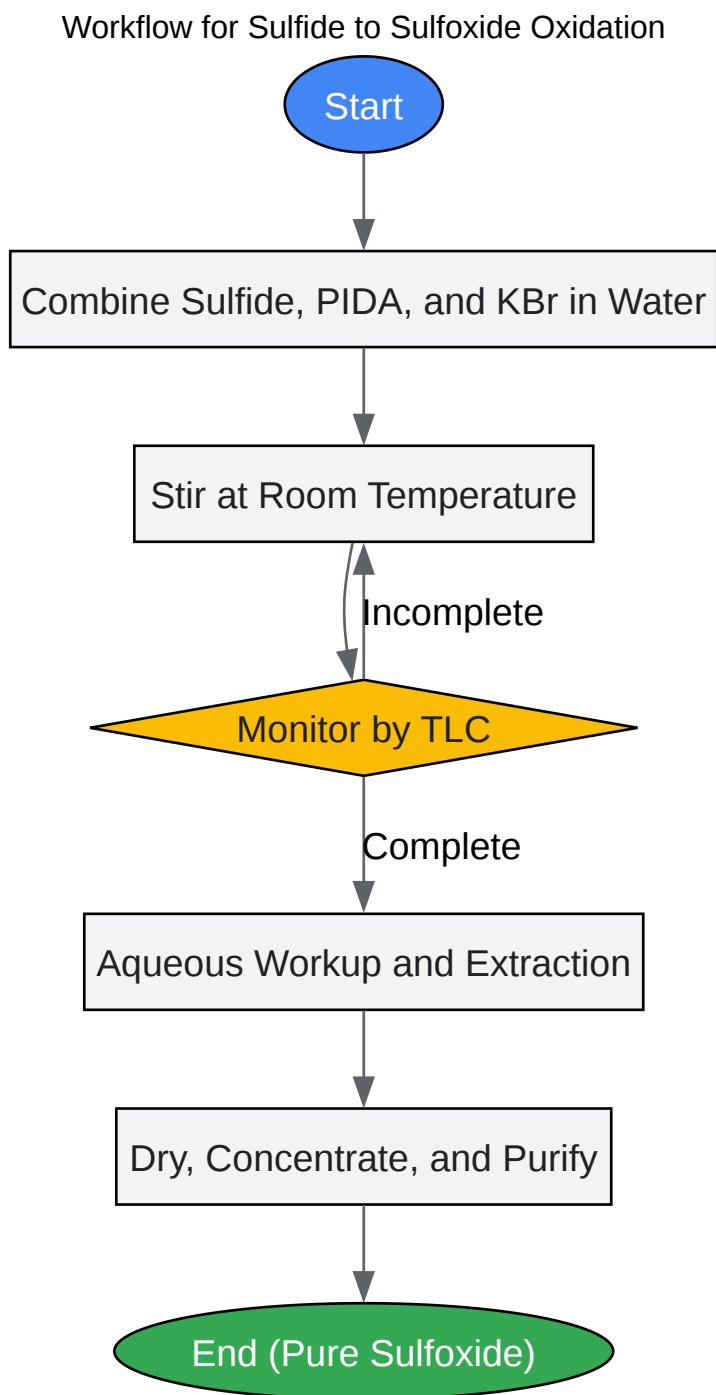 Workflow for Sulfide to Sulfoxide Oxidation
Start
Combine Sulfide, PIDA, and KBr in Water
Stir at Room Temperature
Incomplete
Monitor by TLC
Complete
Aqueous Workup and Extraction
Dry, Concentrate, and Purify
End (Pure Sulfoxide)